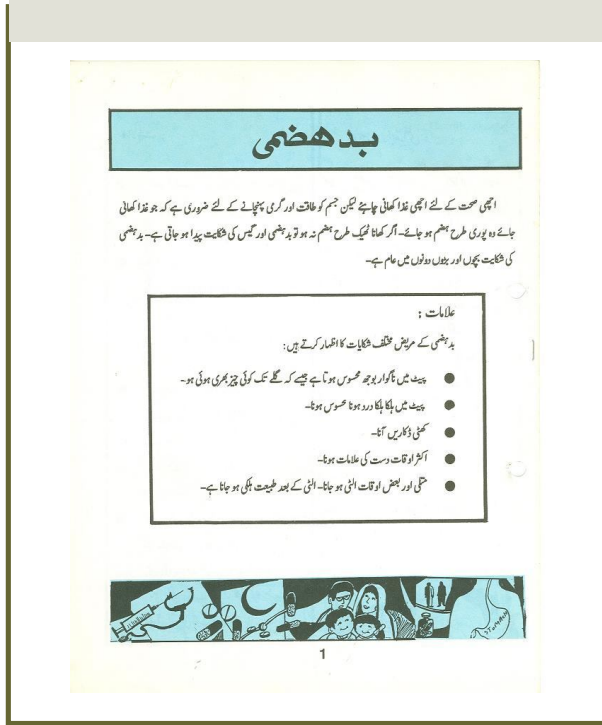 بدہضمی
اچھی صحت کے لئے اچھی غذا کھانی چاہئے لیکن جسم کو طاقت اور گرمی پہنچانے کے لئے ضروری ہے کہ جو غذا کھائی
جائے وہ پوری طرح ہضم ہو جائے۔ اگر کھانا ٹھیک طرح ہضم نہ ہو تو بدہضمی اور گیس کی شکایت پیدا ہو جاتی ہے۔ بدہضمی
کی شکایت بچوں اور بڑوں دونوں میں عام ہے۔
علامات :
بدہضمی کے مریض مختلف شکایات کا اظہار کرتے ہیں:
● پیٹ میں ناگوار بوجھ محسوس ہوتا ہے جیسے کہ گلے تک کوئی چیز بھری ہوئی ہو۔
● پیٹ میں ہلکا ہلکا درد ہونا محسوس ہونا۔
● کھٹی ڈکاریں آنا۔
● اکثر اوقات دست کی علامات ہونا۔
● متلی اور بعض اوقات الٹی ہو جانا۔ الٹی کے بعد طبیعت ہلکی ہو جاتا ہے۔
STOMACH
1